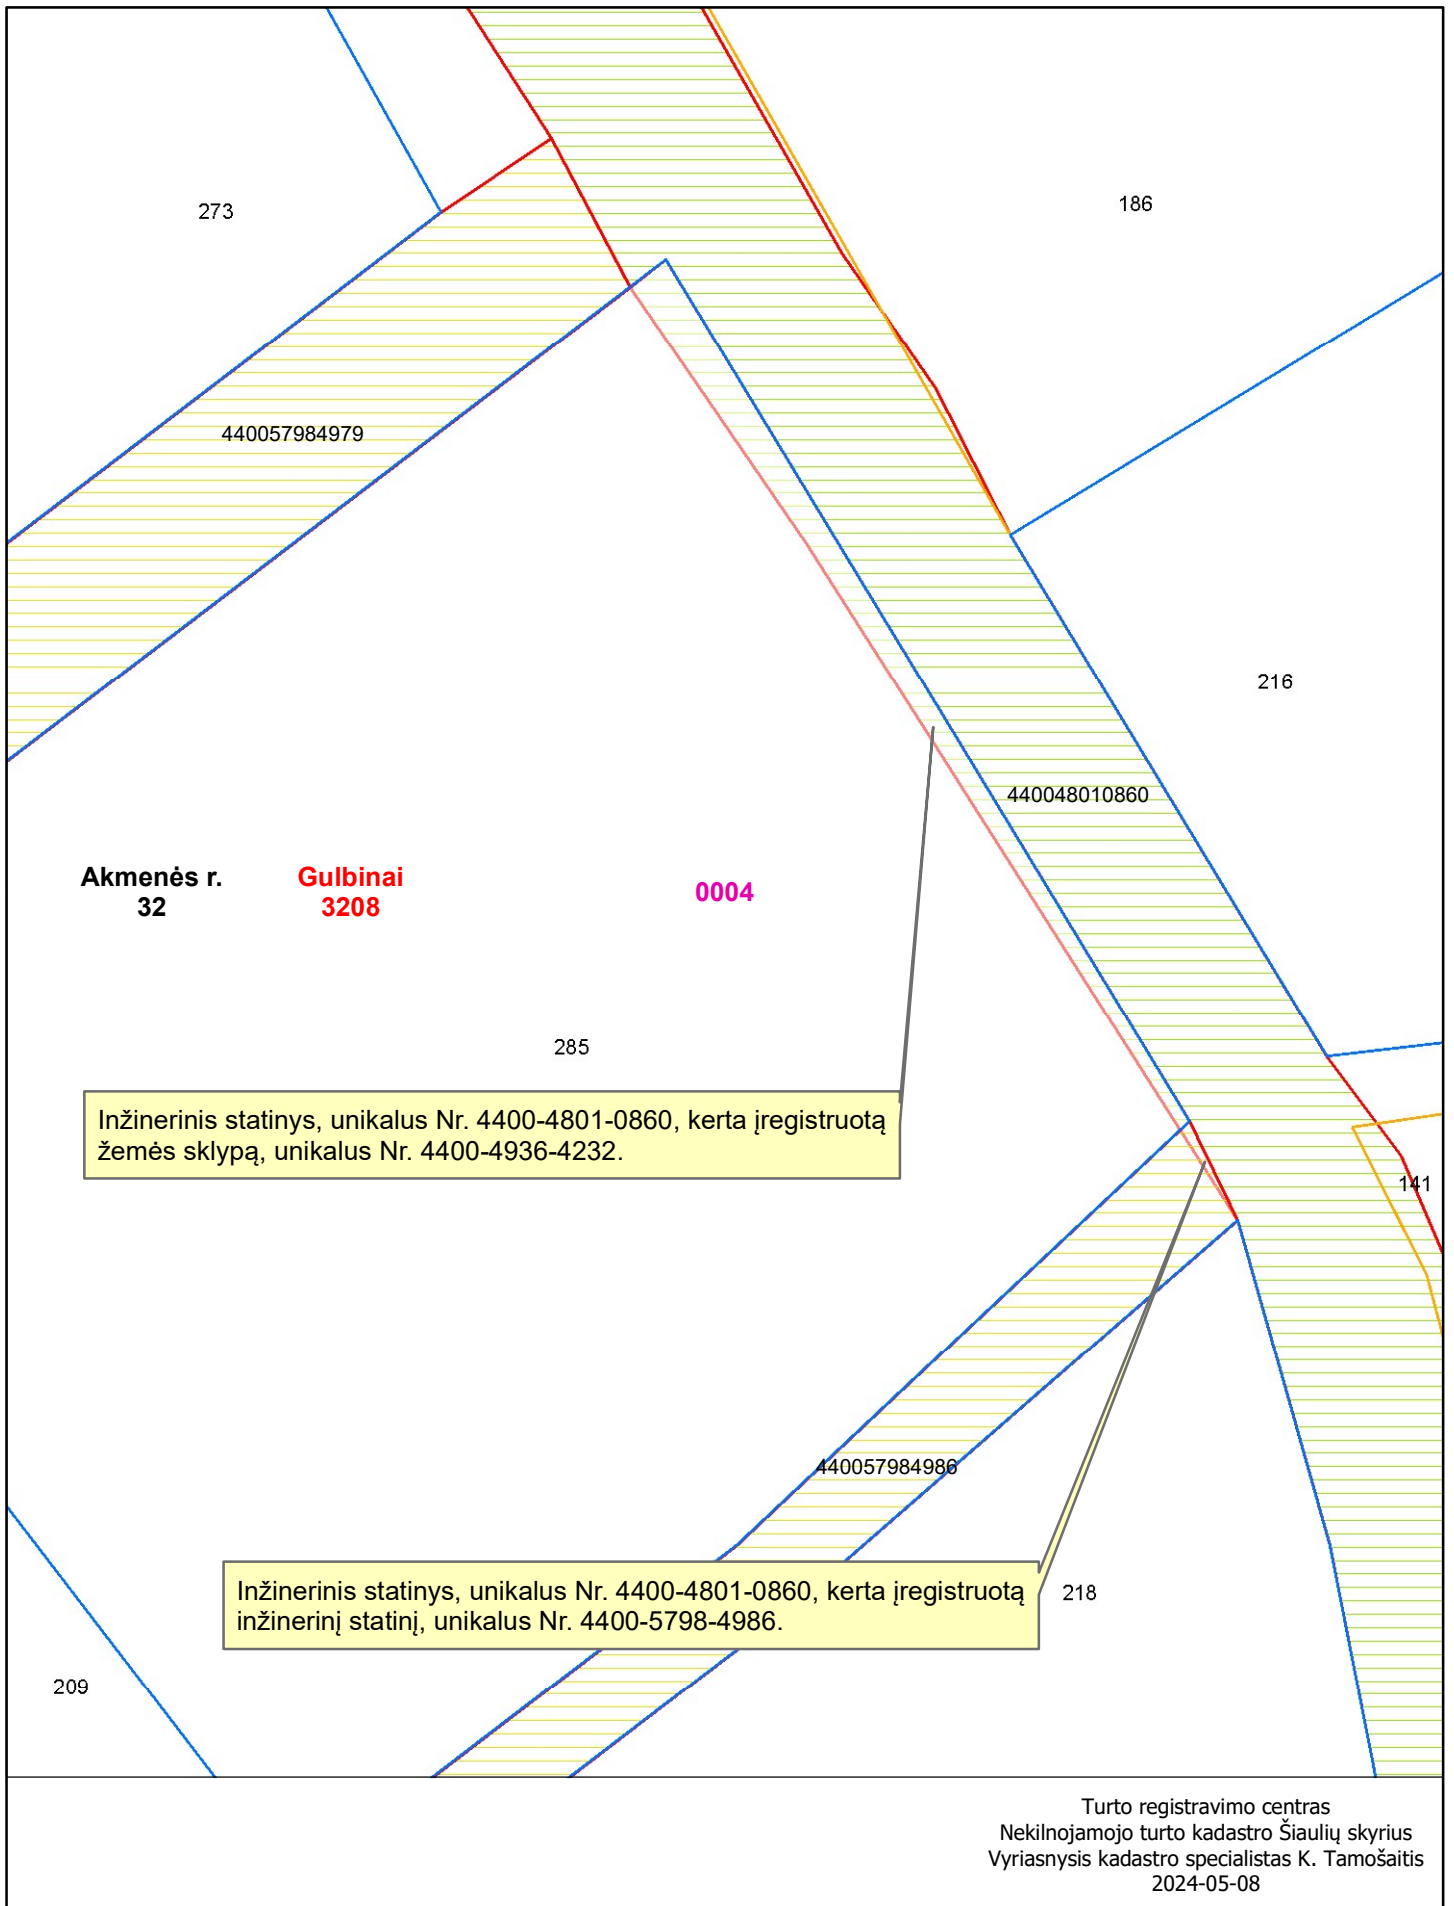 273
186
440057984979
216
440048010860
Akmenės r.
32
Gulbinai
3208
0004
285
Inžinerinis statinys, unikalus Nr. 4400-4801-0860, kerta įregistruotą
žemės sklypą, unikalus Nr. 4400-4936-4232.
141
440057984986
Inžinerinis statinys, unikalus Nr. 4400-4801-0860, kerta įregistruotą
inžinerinį statinį, unikalus Nr. 4400-5798-4986.
218
209
Turto registravimo centras
Nekilnojamojo turto kadastro Šiaulių skyrius
Vyriasnysis kadastro specialistas K. Tamošaitis
2024-05-08